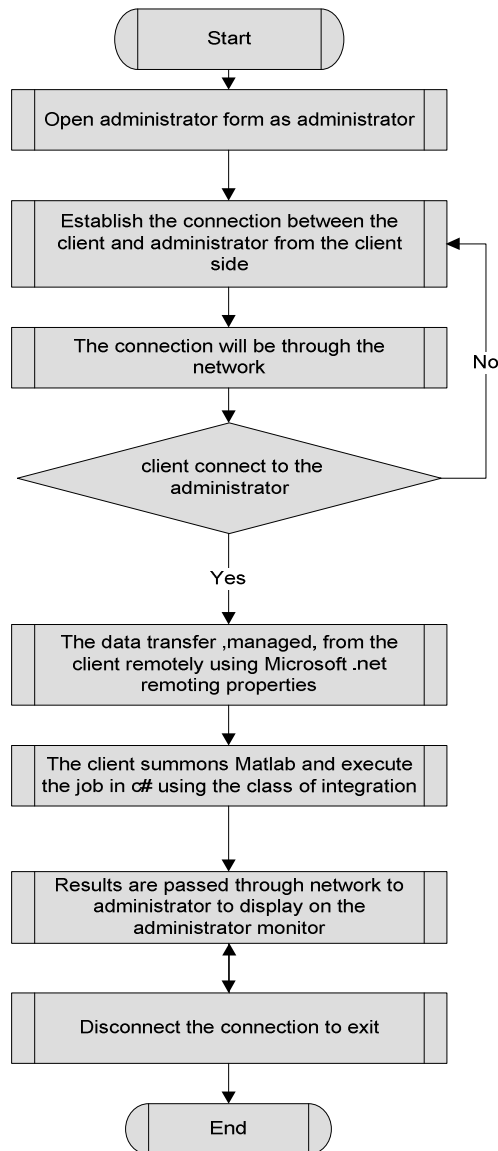 Start
Open administrator form as administrator
Establish the connection between the
client and administrator from the client
side
The connection will be through the
network
No
client connect to the
administrator
Yes
The data transfer ,managed, from the
client remotely using Microsoft .net
remoting properties
The client summons Matlab and execute
the job in c# using the class of integration
Results are passed through network to
administrator to display on the
administrator monitor
Disconnect the connection to exit
End